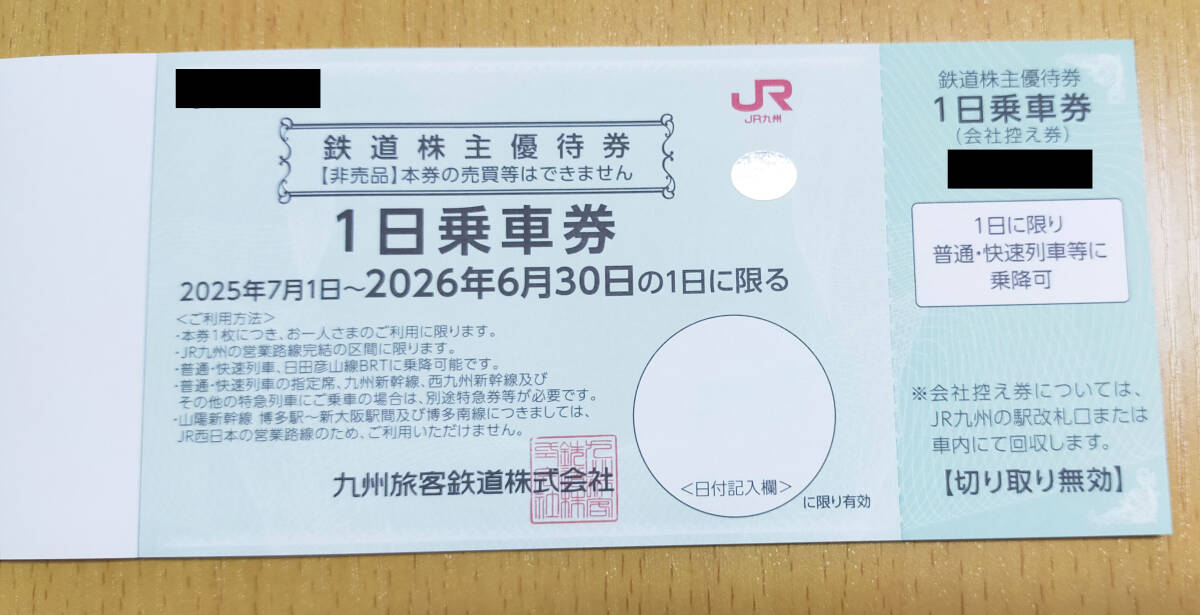 JR
JR九州
鉄道株主優待券
【非売品】本券の売買等はできません
1日乗車券
2025年7月1日～2026年6月30日の1日に限る
＜ご利用方法＞
・本券1枚につき、お一人さまのご利用に限ります。
・JR九州の営業路線完結の区間に限ります。
・普通・快速列車、日田彦山線BRTに乗降可能です。
・普通・快速列車の指定席、九州新幹線、西九州新幹線及び
その他の特急列車にご乗車の場合は、別途特急券等が必要です。
・山陽新幹線 博多駅～新大阪駅間及び博多南線につきましては、
JR西日本の営業路線のため、ご利用いただけません。
九州旅客鉄道株式会社
＜日付記入欄＞
に限り有効
鉄道株主優待券
1日乗車券
(会社控え券)
1日に限り
普通・快速列車等に
乗降可
※会社控え券については、
JR九州の駅改札口または
車内にて回収します。
【切り取り無効】